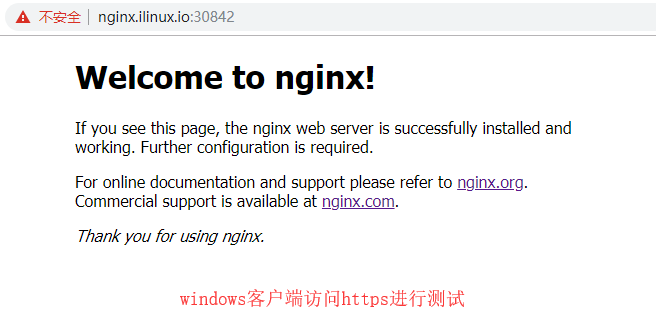 不安全 nginx.ilinux.io:30842
Welcome to nginx!
If you see this page, the nginx web server is successfully installed and
working. Further configuration is required.
For online documentation and support please refer to nginx.org.
Commercial support is available at nginx.com.
Thank you for using nginx.
windows客户端访问https进行测试